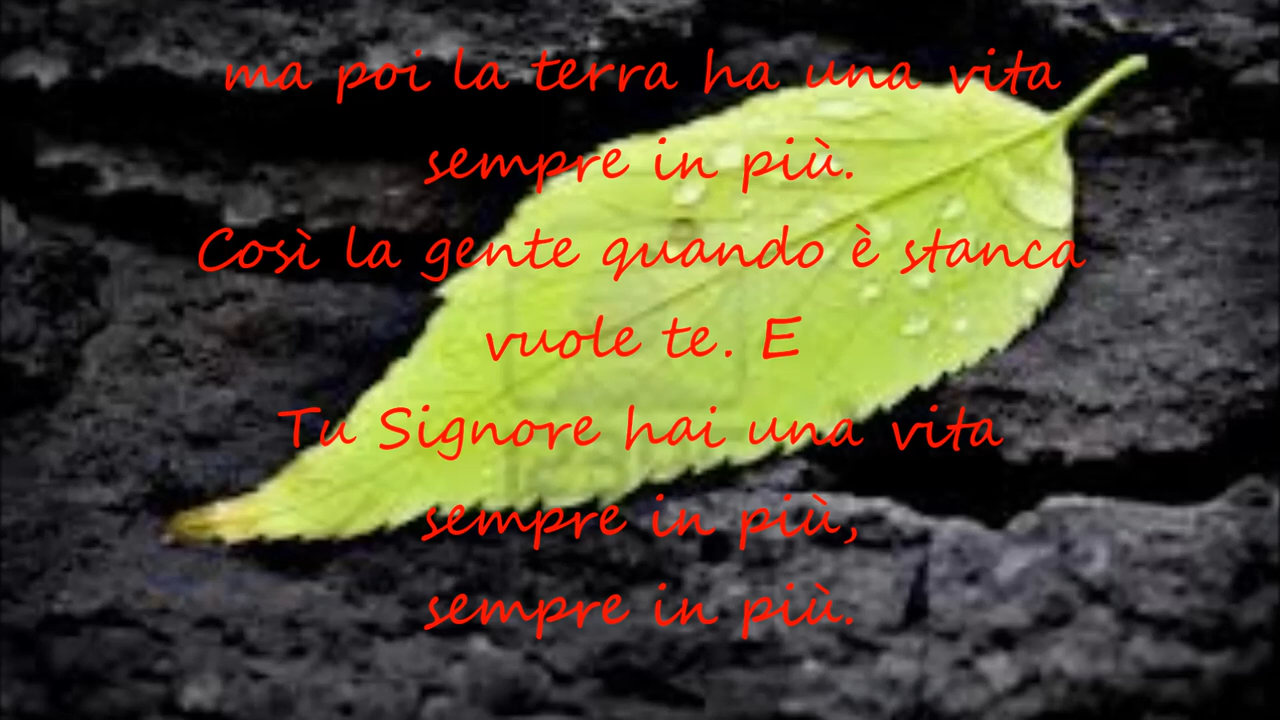 ma poi la terra ha una vita
sempre in più.
Così la gente quando è stanca
vuole te. E
Tu Signore hai una vita
sempre in più,
sempre in più.